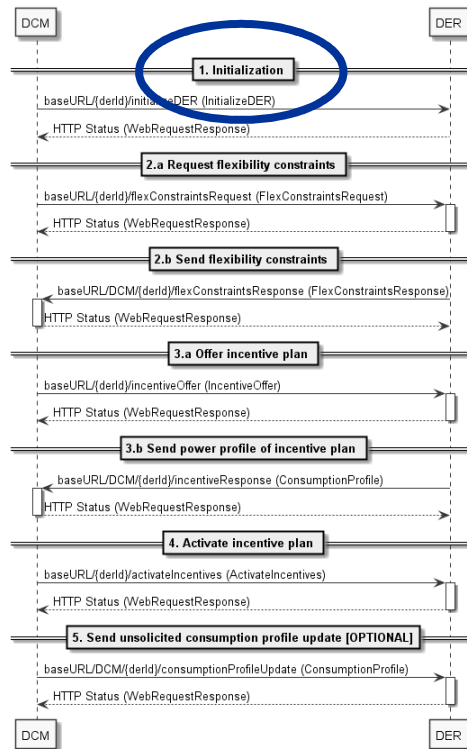 DCM DER
1. Initialization
baseURL/{derId}/initializeDER (InitializeDER)
HTTP Status (WebRequestResponse)
2.a Request flexibility constraints
baseURL/{derId}/flexConstraintsRequest (FlexConstraintsRequest)
HTTP Status (WebRequestResponse)
2.b Send flexibility constraints
baseURL/DCM/{derId}/flexConstraintsResponse (FlexConstraintsResponse)
HTTP Status (WebRequestResponse)
3.a Offer incentive plan
baseURL/{derId}/incentiveOffer (IncentiveOffer)
HTTP Status (WebRequestResponse)
3.b Send power profile of incentive plan
baseURL/DCM/{derId}/incentiveResponse (ConsumptionProfile)
HTTP Status (WebRequestResponse)
4. Activate incentive plan
baseURL/{derId}/activateIncentives (ActivateIncentives)
HTTP Status (WebRequestResponse)
5. Send unsolicited consumption profile update [OPTIONAL]
baseURL/DCM/{derId}/consumptionProfileUpdate (ConsumptionProfile)
HTTP Status (WebRequestResponse)
DCM DER